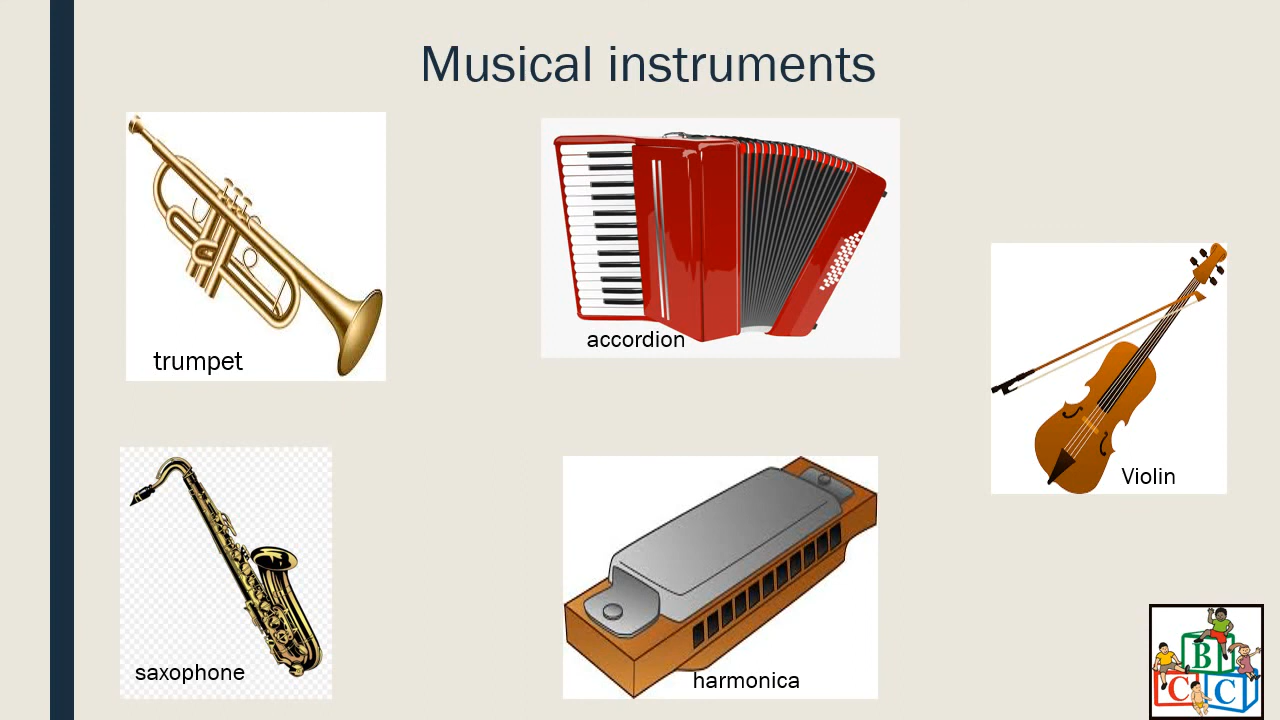 Musical instruments
trumpet
accordion
Violin
saxophone
harmonica
B
C C